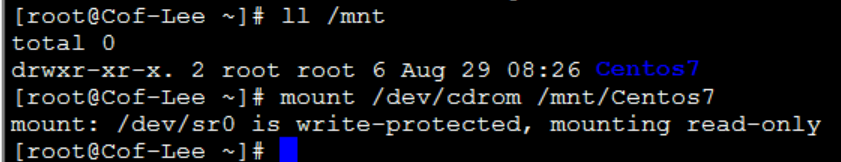 [root@Cof-Lee ~]# ll /mnt
total 0
drwxr-xr-x. 2 root root 6 Aug 29 08:26 Centos7
[root@Cof-Lee ~]# mount /dev/cdrom /mnt/Centos7
mount: /dev/sr0 is write-protected, mounting read-only
[root@Cof-Lee ~]#